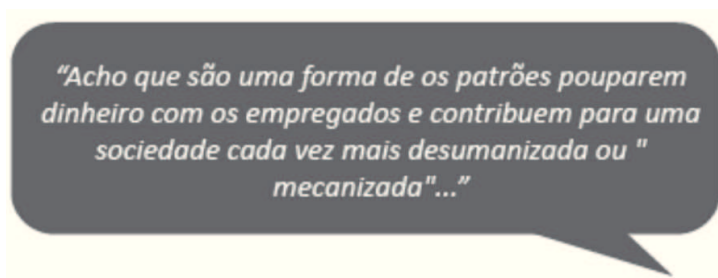 “Acho que são uma forma de os patrões pouparem
dinheiro com os empregados e contribuem para uma
sociedade cada vez mais desumanizada ou "
mecanizada"...”